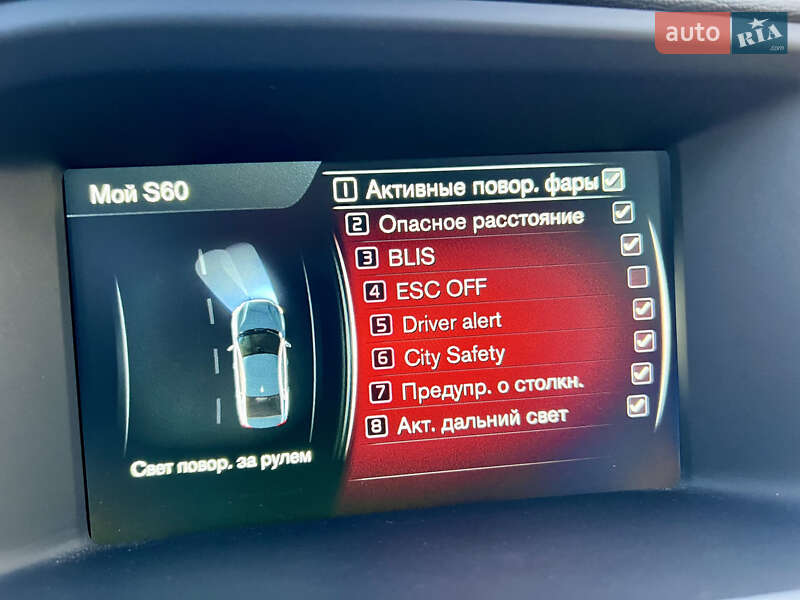 auto RIA .com
Мой S60
1 Активные повор. фары
2 Опасное расстояние
3 BLIS
4 ESC OFF
5 Driver alert
6 City Safety
7 Предупр. о столкн.
8 Акт. дальний свет
Свет повор. за рулем